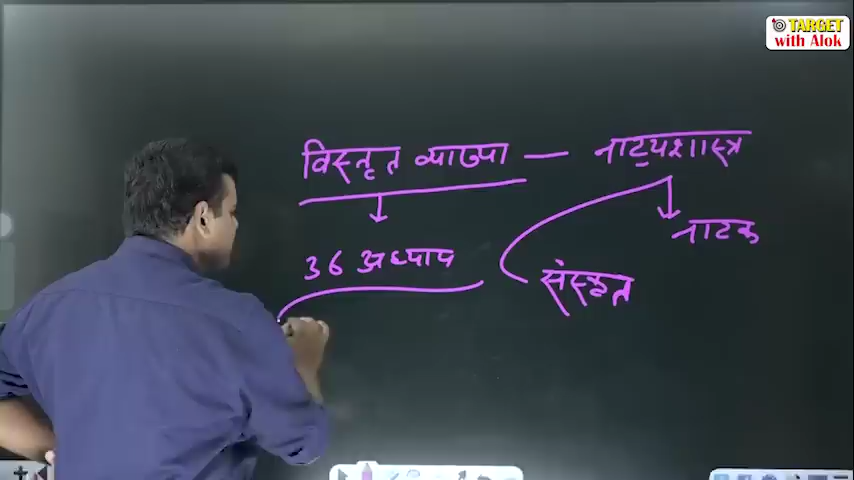 TARGET
with Alok
विस्तृत व्याख्या — नाट्यशास्त्र
नाटक
36 अध्याय
संस्कृत